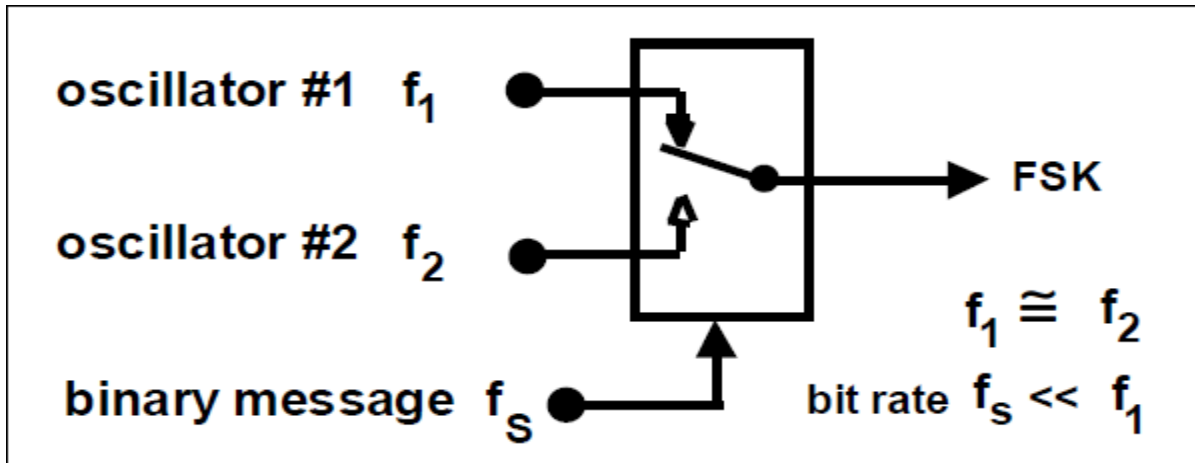 oscillator #1 f₁
FSK
oscillator #2 f₂
f₁ ≅ f₂
binary message fₛ
bit rate fₛ << f₁